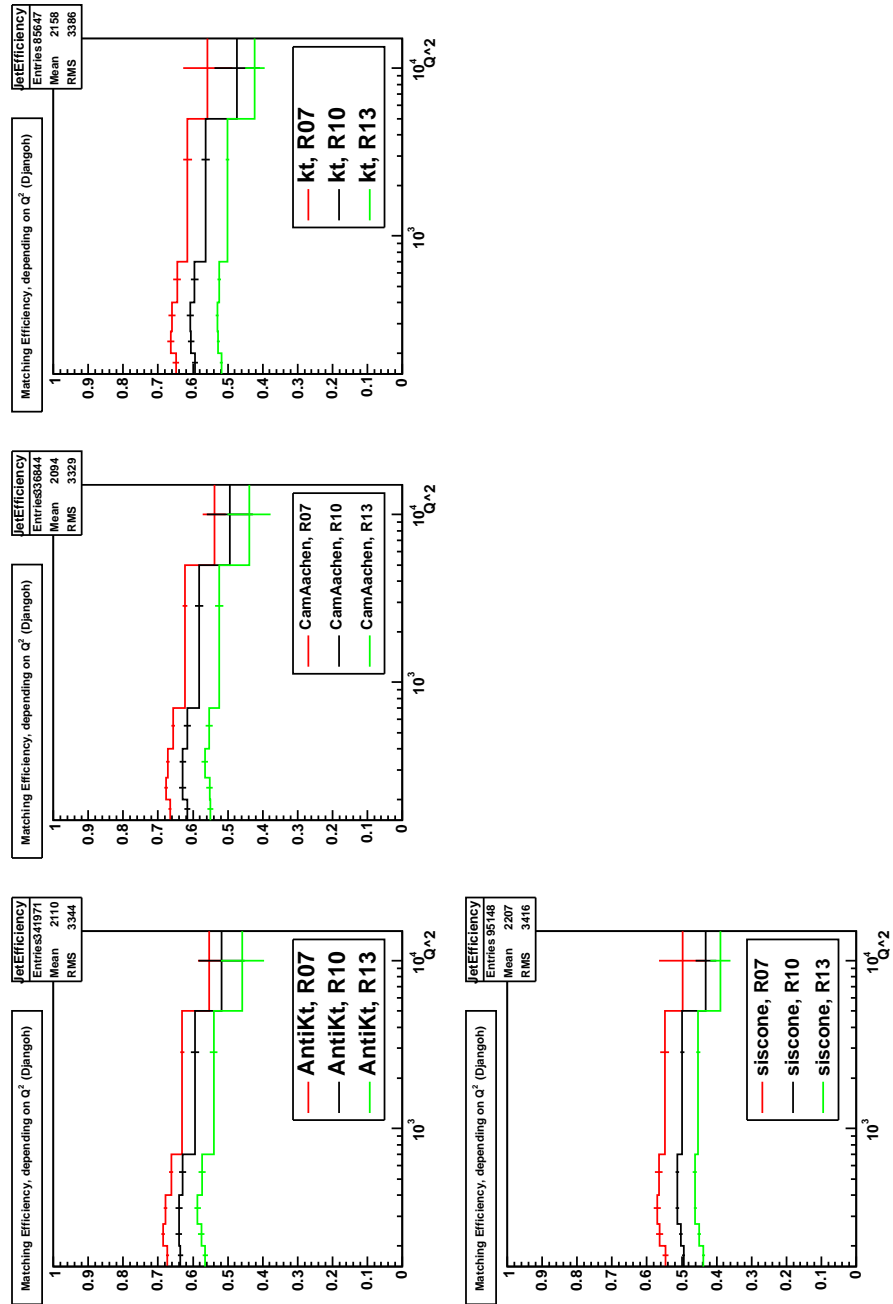 Matching Efficiency, depending on Q² (Djangoh)
JetEfficiency
Entries 341971
Mean 2110
RMS 3344
1
0.9
0.8
0.7
0.6
0.5
0.4
0.3
0.2
0.1
0
AntiKt, R07
AntiKt, R10
AntiKt, R13
10³
10⁴
Q^2
Matching Efficiency, depending on Q² (Djangoh)
JetEfficiency
Entries 336844
Mean 2094
RMS 3329
1
0.9
0.8
0.7
0.6
0.5
0.4
0.3
0.2
0.1
0
CamAachen, R07
CamAachen, R10
CamAachen, R13
10³
10⁴
Q^2
Matching Efficiency, depending on Q² (Djangoh)
JetEfficiency
Entries 85647
Mean 2158
RMS 3386
1
0.9
0.8
0.7
0.6
0.5
0.4
0.3
0.2
0.1
0
kt, R07
kt, R10
kt, R13
10³
10⁴
Q^2
Matching Efficiency, depending on Q² (Djangoh)
JetEfficiency
Entries 95148
Mean 2207
RMS 3416
1
0.9
0.8
0.7
0.6
0.5
0.4
0.3
0.2
0.1
0
siscone, R07
siscone, R10
siscone, R13
10³
10⁴
Q^2